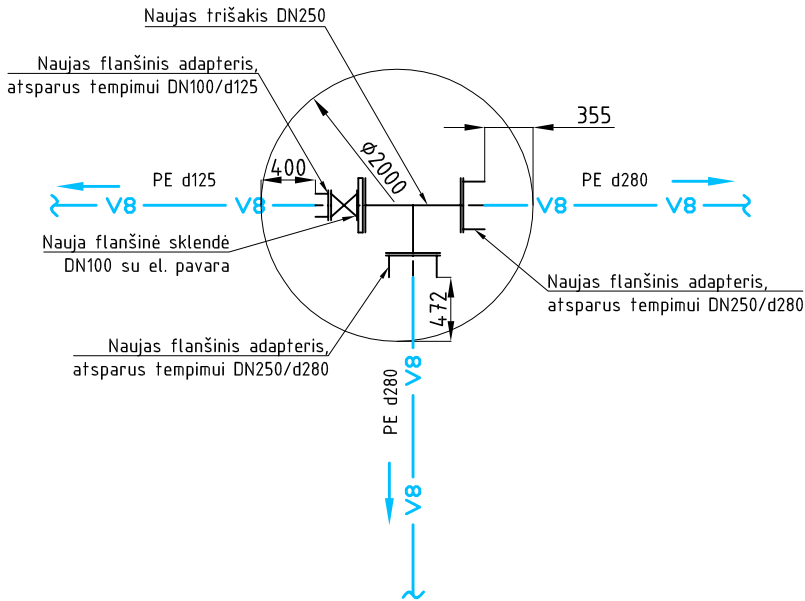 Naujas trišakis DN250
Naujas flanšinis adapteris,
atsparus tempimui DN100/d125
355
ϕ2000
400
PE d125
PE d280
V8
V8
V8
V8
Nauja flanšinė sklendė
DN100 su el. pavara
Naujas flanšinis adapteris,
atsparus tempimui DN250/d280
472
Naujas flanšinis adapteris,
atsparus tempimui DN250/d280
V8
PE d280
V8